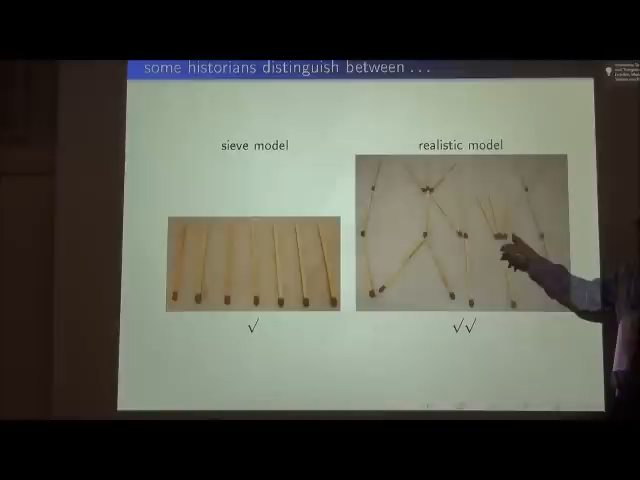 some historians distinguish between ...
sieve model
realistic model
√
√√